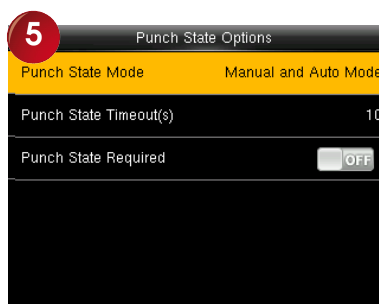 5
Punch State Options
Punch State Mode Manual and Auto Mode
Punch State Timeout(s) 10
Punch State Required OFF